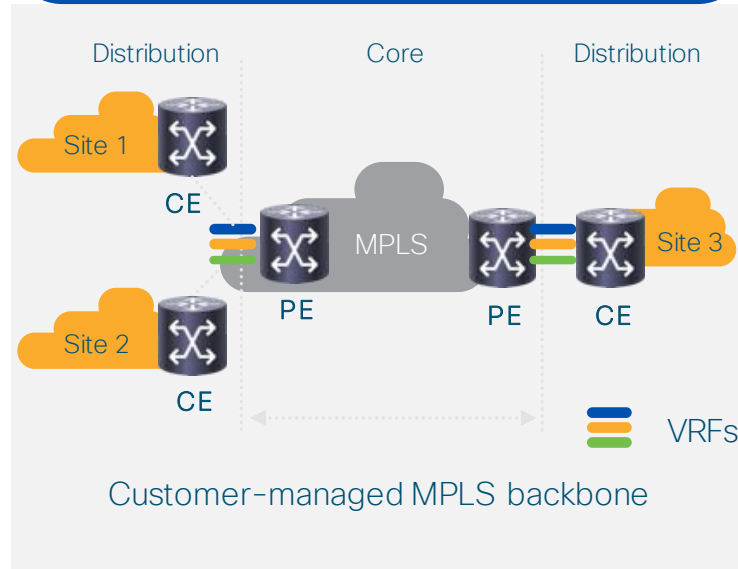 Distribution
Core
Distribution
Site 1
CE
MPLS
Site 3
PE
PE
CE
Site 2
CE
VRFs
Customer-managed MPLS backbone